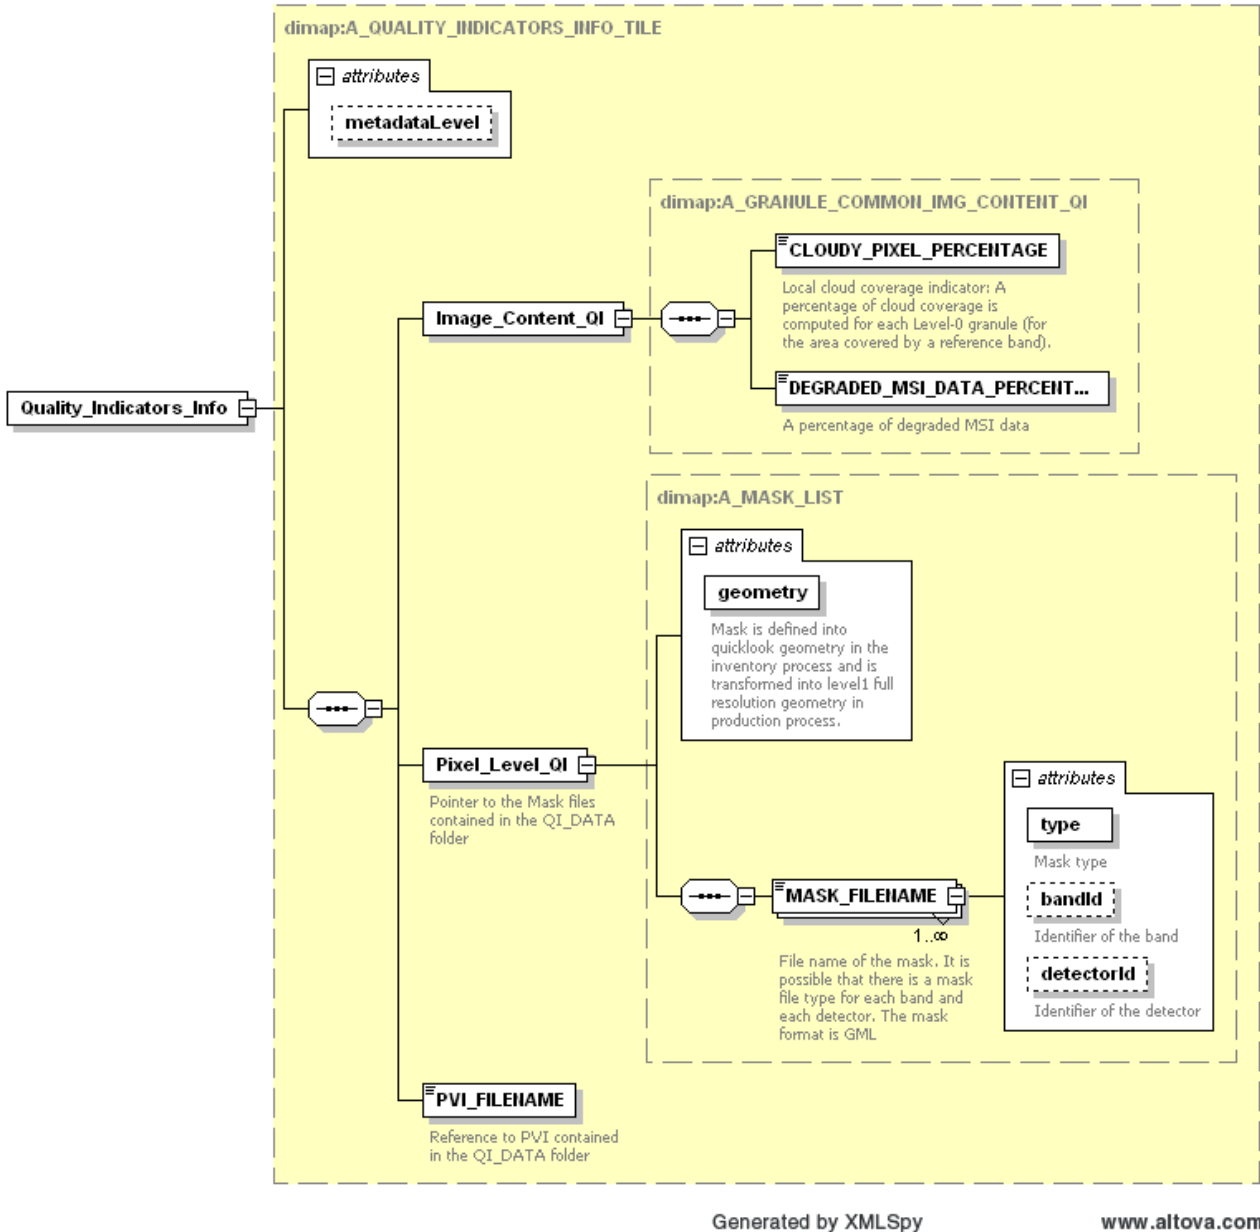 dimap:A_QUALITY_INDICATORS_INFO_TILE
attributes
metadataLevel
dimap:A_GRANULE_COMMON_IMG_CONTENT_QI
CLOUDY_PIXEL_PERCENTAGE
Local cloud coverage indicator: A
percentage of cloud coverage is
computed for each Level-0 granule (for
the area covered by a reference band).
Image_Content_QI
DEGRADED_MSI_DATA_PERCENT...
A percentage of degraded MSI data
Quality_Indicators_Info
dimap:A_MASK_LIST
attributes
geometry
Mask is defined into
quicklook geometry in the
inventory process and is
transformed into level1 full
resolution geometry in
production process.
Pixel_Level_QI
Pointer to the Mask files
contained in the QI_DATA
folder
MASK_FILENAME
1..∞
File name of the mask. It is
possible that there is a mask
file type for each band and
each detector. The mask
format is GML
attributes
type
Mask type
bandId
Identifier of the band
detectorId
Identifier of the detector
PVI_FILENAME
Reference to PVI contained
in the QI_DATA folder
Generated by XMLSpy
www.altova.com